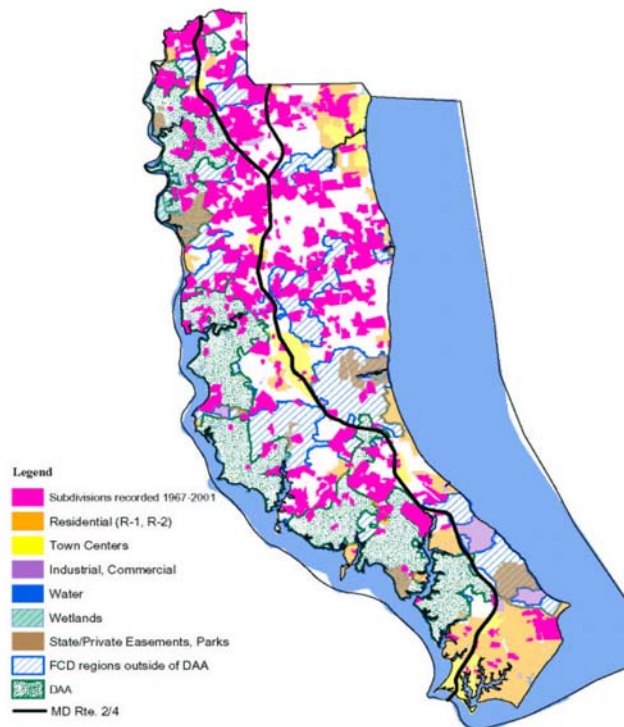 Legend
Subdivisions recorded 1967-2001
Residential (R-1, R-2)
Town Centers
Industrial, Commercial
Water
Wetlands
State/Private Easements, Parks
FCD regions outside of DAA
DAA
MD Rte. 2/4